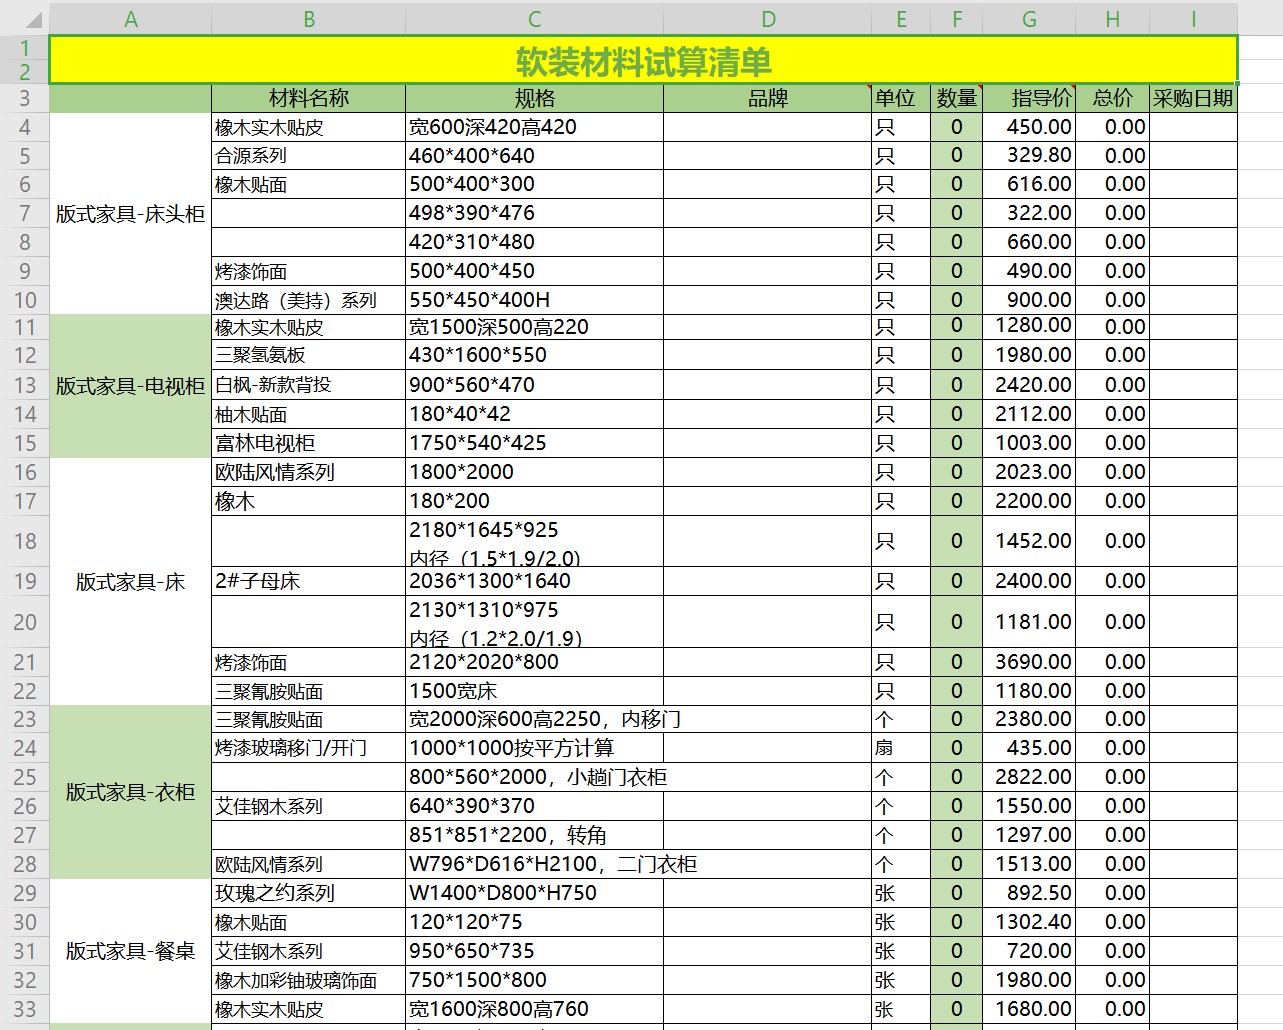 A B C D E F G H I
1
2 软装材料试算清单
3 材料名称 规格 品牌 单位 数量 指导价 总价 采购日期
4 橡木实木贴皮 宽600深420高420 只 0 450.00 0.00
5 合源系列 460*400*640 只 0 329.80 0.00
6 橡木贴面 500*400*300 只 0 616.00 0.00
7 版式家具-床头柜 498*390*476 只 0 322.00 0.00
8 420*310*480 只 0 660.00 0.00
9 烤漆饰面 500*400*450 只 0 490.00 0.00
10 澳达路（美持）系列 550*450*400H 只 0 900.00 0.00
11 橡木实木贴皮 宽1500深500高220 只 0 1280.00 0.00
12 三聚氢氨板 430*1600*550 只 0 1980.00 0.00
13 版式家具-电视柜 白枫-新款背投 900*560*470 只 0 2420.00 0.00
14 柚木贴面 180*40*42 只 0 2112.00 0.00
15 富林电视柜 1750*540*425 只 0 1003.00 0.00
16 欧陆风情系列 1800*2000 只 0 2023.00 0.00
17 橡木 180*200 只 0 2200.00 0.00
18 2180*1645*925 只 0 1452.00 0.00
内径（1.5*1.9/2.0）
19 版式家具-床 2#子母床 2036*1300*1640 只 0 2400.00 0.00
20 2130*1310*975 只 0 1181.00 0.00
内径（1.2*2.0/1.9）
21 烤漆饰面 2120*2020*800 只 0 3690.00 0.00
22 三聚氰胺贴面 1500宽床 只 0 1180.00 0.00
23 三聚氰胺贴面 宽2000深600高2250，内移门 个 0 2380.00 0.00
24 烤漆玻璃移门/开门 1000*1000按平方计算 扇 0 435.00 0.00
25 版式家具-衣柜 800*560*2000，小趟门衣柜 个 0 2822.00 0.00
26 艾佳钢木系列 640*390*370 个 0 1550.00 0.00
27 851*851*2200，转角 个 0 1297.00 0.00
28 欧陆风情系列 W796*D616*H2100，二门衣柜 个 0 1513.00 0.00
29 玫瑰之约系列 W1400*D800*H750 张 0 892.50 0.00
30 橡木贴面 120*120*75 张 0 1302.40 0.00
31 版式家具-餐桌 艾佳钢木系列 950*650*735 张 0 720.00 0.00
32 橡木加彩铀玻璃饰面 750*1500*800 张 0 1980.00 0.00
33 橡木实木贴皮 宽1600深800高760 张 0 1680.00 0.00